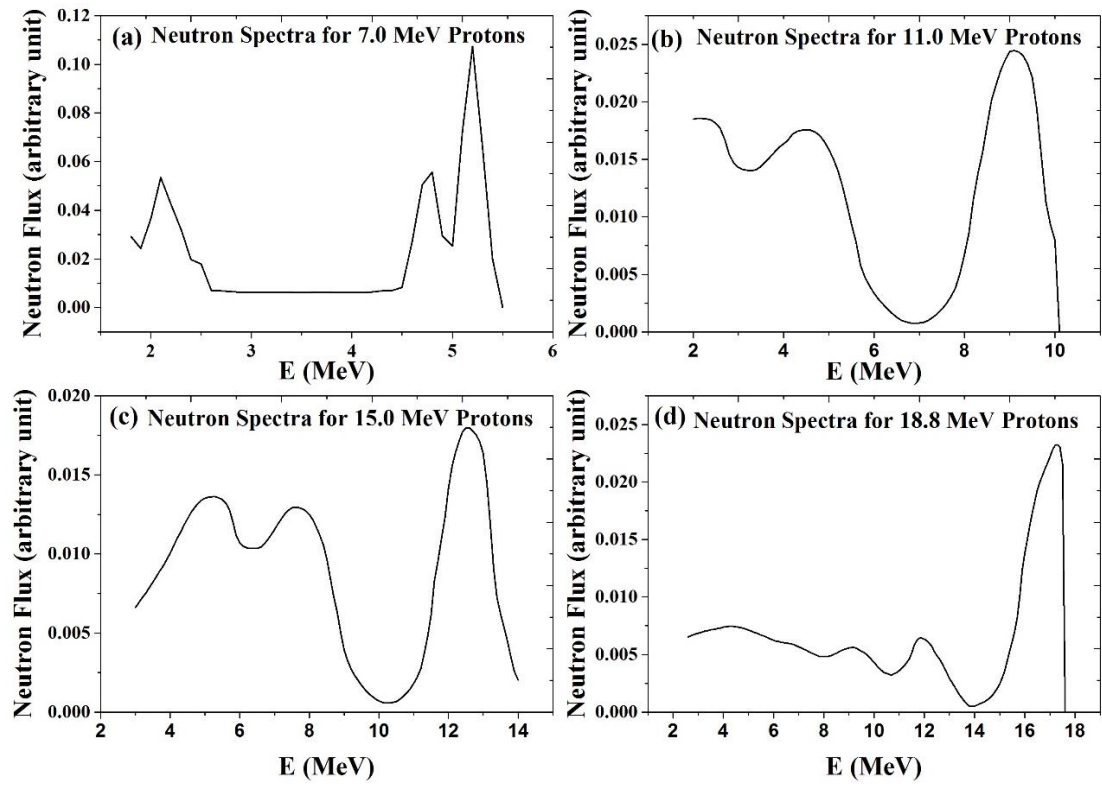 (a) Neutron Spectra for 7.0 MeV Protons
Neutron Flux (arbitrary unit)
0.12
0.10
0.08
0.06
0.04
0.02
0.00
2 3 4 5 6
E (MeV)
(b) Neutron Spectra for 11.0 MeV Protons
Neutron Flux (arbitrary unit)
0.025
0.020
0.015
0.010
0.005
0.000
2 4 6 8 10
E (MeV)
(c) Neutron Spectra for 15.0 MeV Protons
Neutron Flux (arbitrary unit)
0.020
0.015
0.010
0.005
0.000
2 4 6 8 10 12 14
E (MeV)
(d) Neutron Spectra for 18.8 MeV Protons
Neutron Flux (arbitrary unit)
0.025
0.020
0.015
0.010
0.005
0.000
2 4 6 8 10 12 14 16 18
E (MeV)